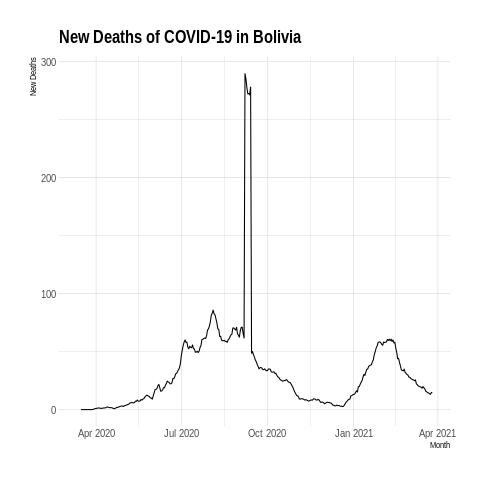 New Deaths of COVID-19 in Bolivia
New Deaths
300
200
100
0
Apr 2020 Jul 2020 Oct 2020 Jan 2021 Apr 2021
Month